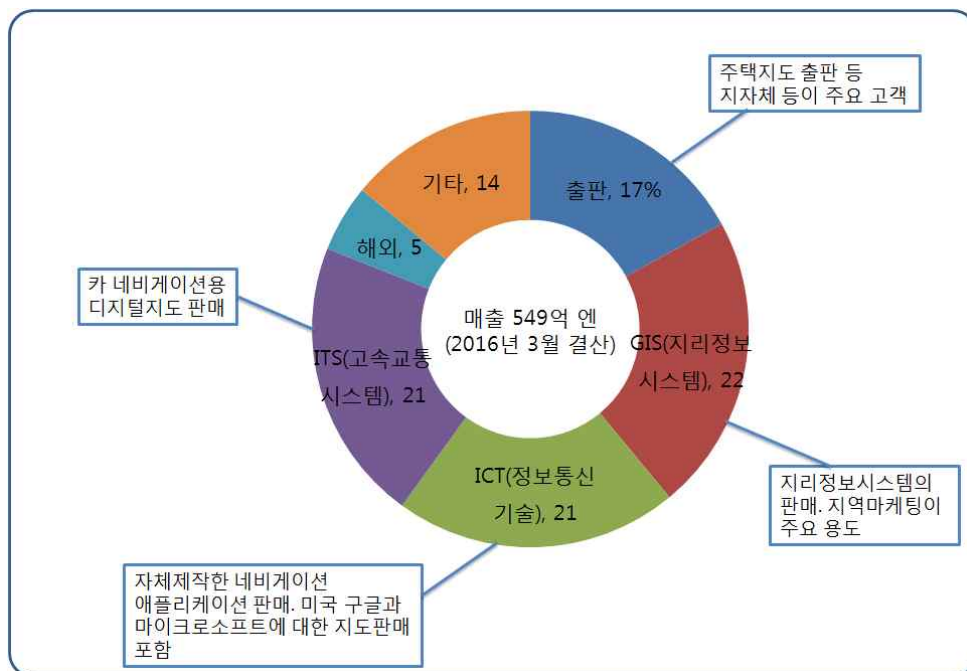 주택지도 출판 등
지자체 등이 주요 고객
출판, 17%
기타, 14
해외, 5
카 네비게이션용
디지털지도 판매
매출 549억 엔
(2016년 3월 결산)
GIS(지리정보
시스템), 22
ITS(고속교통
시스템), 21
ICT(정보통신
기술), 21
지리정보시스템의
판매. 지역마케팅이
주요 용도
자체제작한 네비게이션
애플리케이션 판매. 미국 구글과
마이크로소프트에 대한 지도판매
포함